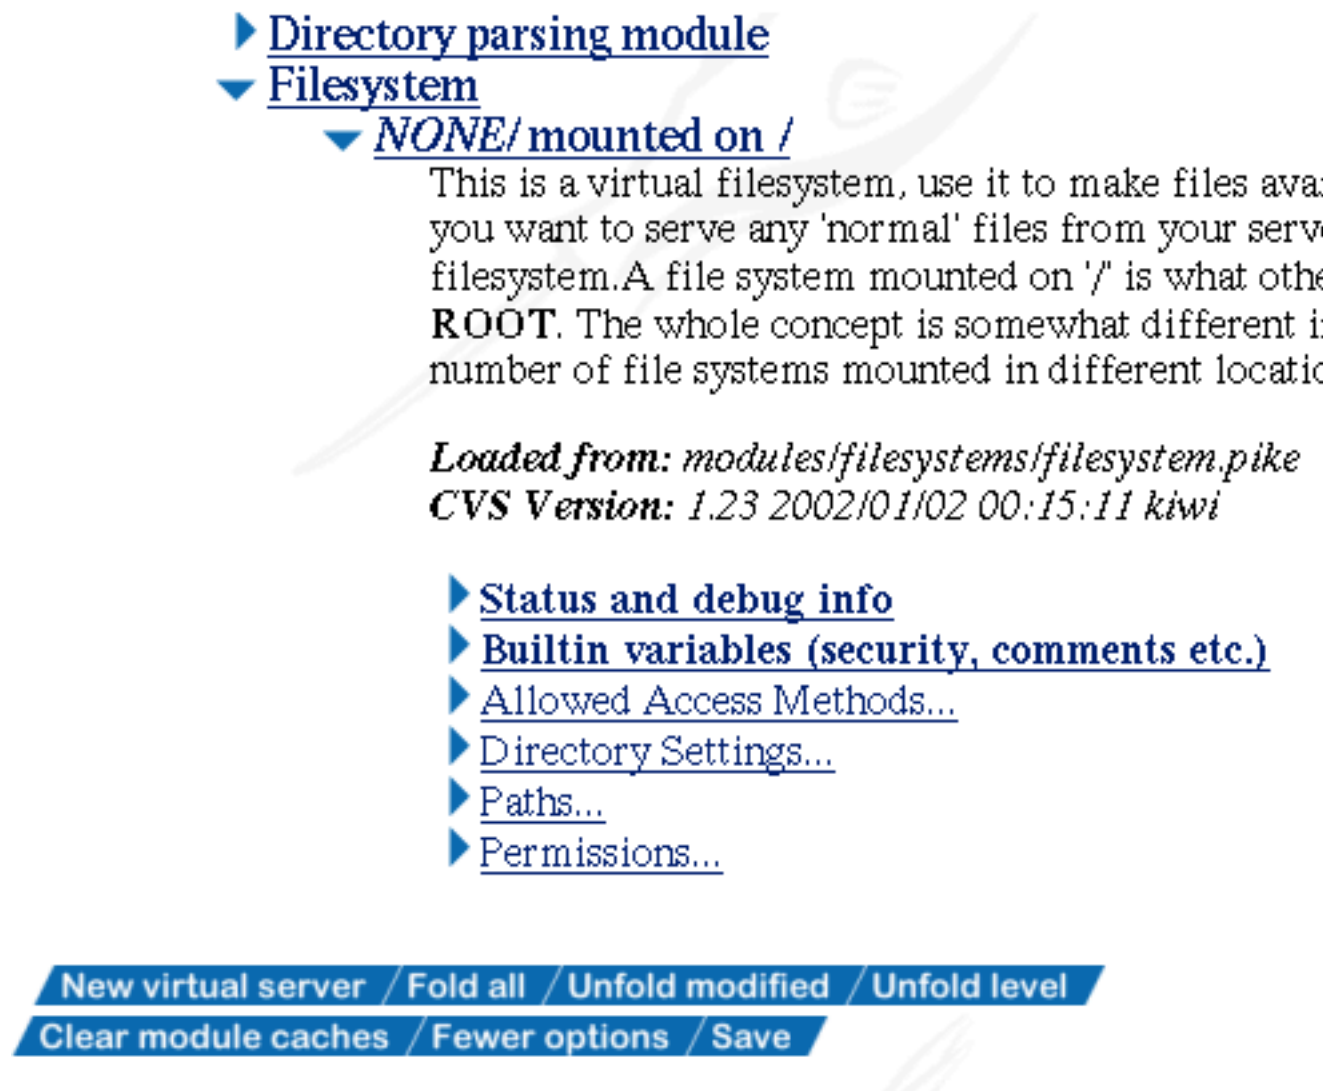 Directory parsing module
Filesystem
NONE/ mounted on /
This is a virtual filesystem, use it to make files
you want to serve any 'normal' files from your
filesystem.A file system mounted on '/' is what
ROOT. The whole concept is somewhat different
number of file systems mounted in different
Loaded from: modules/filesystems/filesystem.pike
CVS Version: 1.23 2002/01/02 00:15:11 kiwi
Status and debug info
Builtin variables (security, comments etc.)
Allowed Access Methods...
Directory Settings...
Paths...
Permissions...
New virtual server / Fold all / Unfold modified / Unfold level
Clear module caches / Fewer options / Save